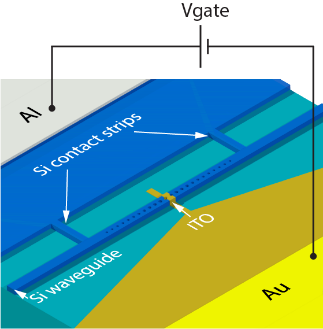 Vgate
Al
Si contact strips
ITO
Si waveguide
Au